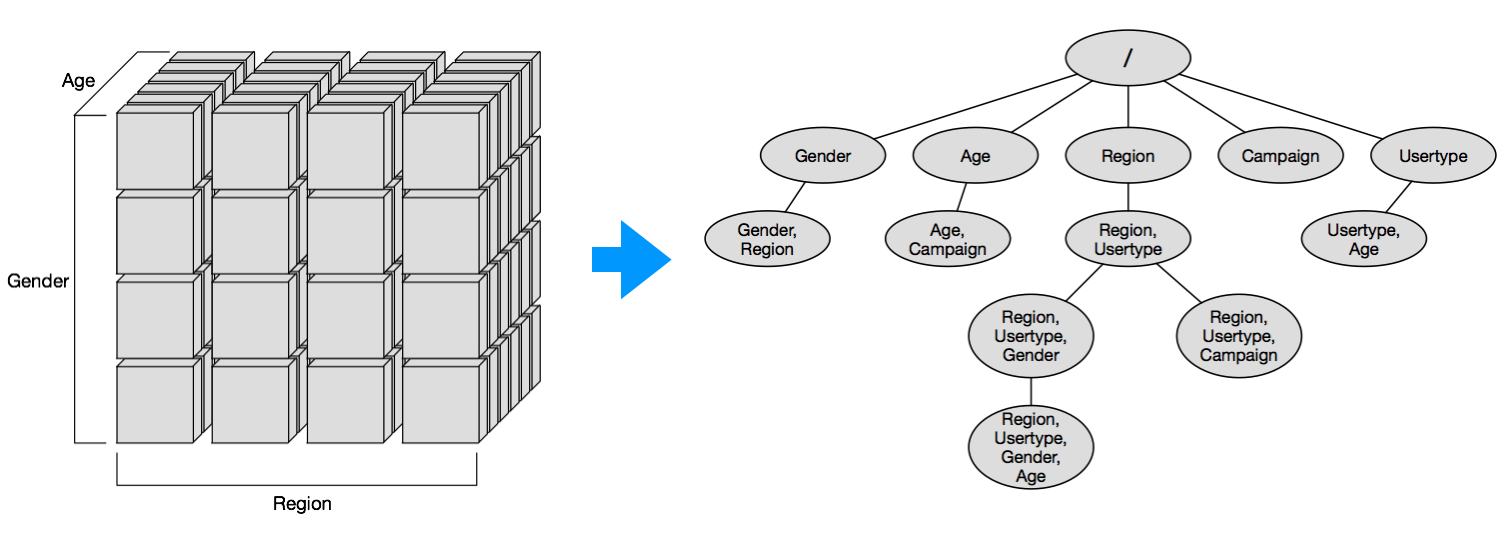 Age
Gender
Region
/
Gender
Age
Region
Campaign
Usertype
Gender,
Region
Age,
Campaign
Region,
Usertype
Usertype,
Age
Region,
Usertype,
Gender
Region,
Usertype,
Campaign
Region,
Usertype,
Gender,
Age